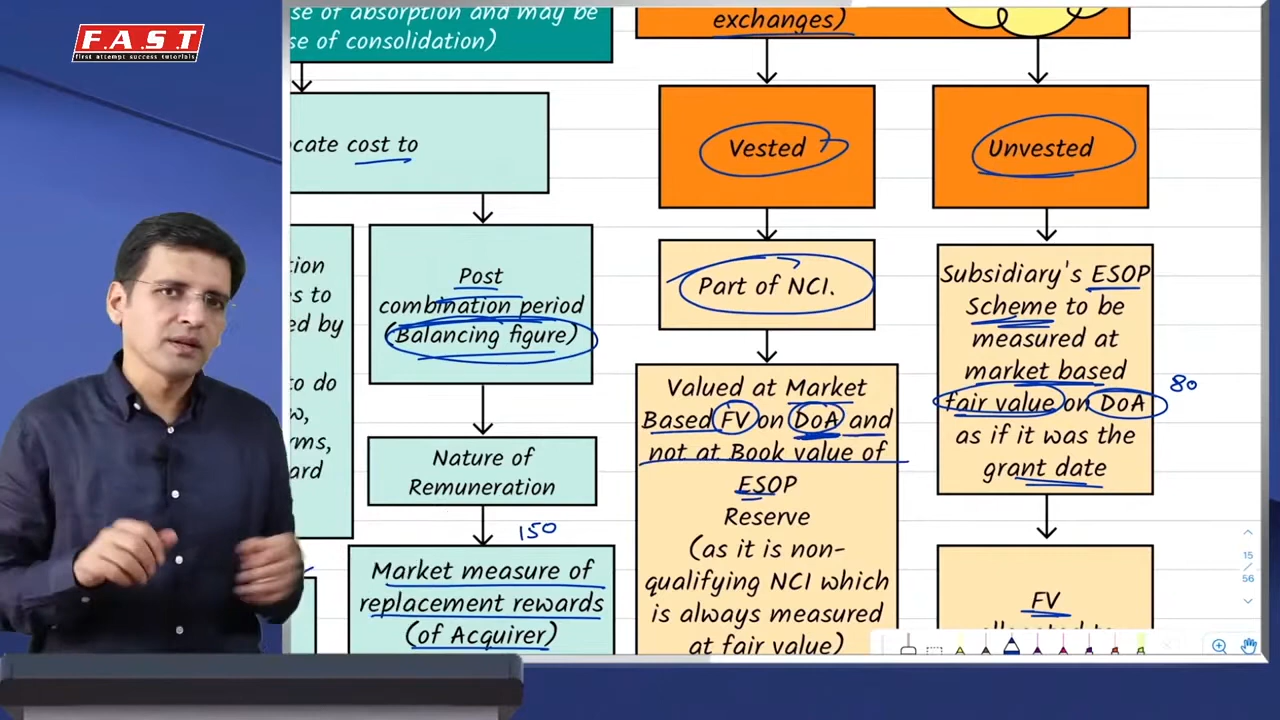 F.A.S.T
first attempt success tutorials
se of absorption and may be
se of consolidation)
exchanges)
cate cost to
Vested
Unvested
tion
s to
ed by
to do
w,
rms,
ard
Post
combination period
(Balancing figure)
Nature of
Remuneration
150
Market measure of
replacement rewards
(of Acquirer)
Part of NCI.
Valued at Market
Based FV on DoA and
not at Book value of
ESOP
Reserve
(as it is non-
qualifying NCI which
is always measured
at fair value)
Subsidiary's ESOP
Scheme to be
measured at
market based
fair value on DoA
80
as if it was the
grant date
FV
15
56